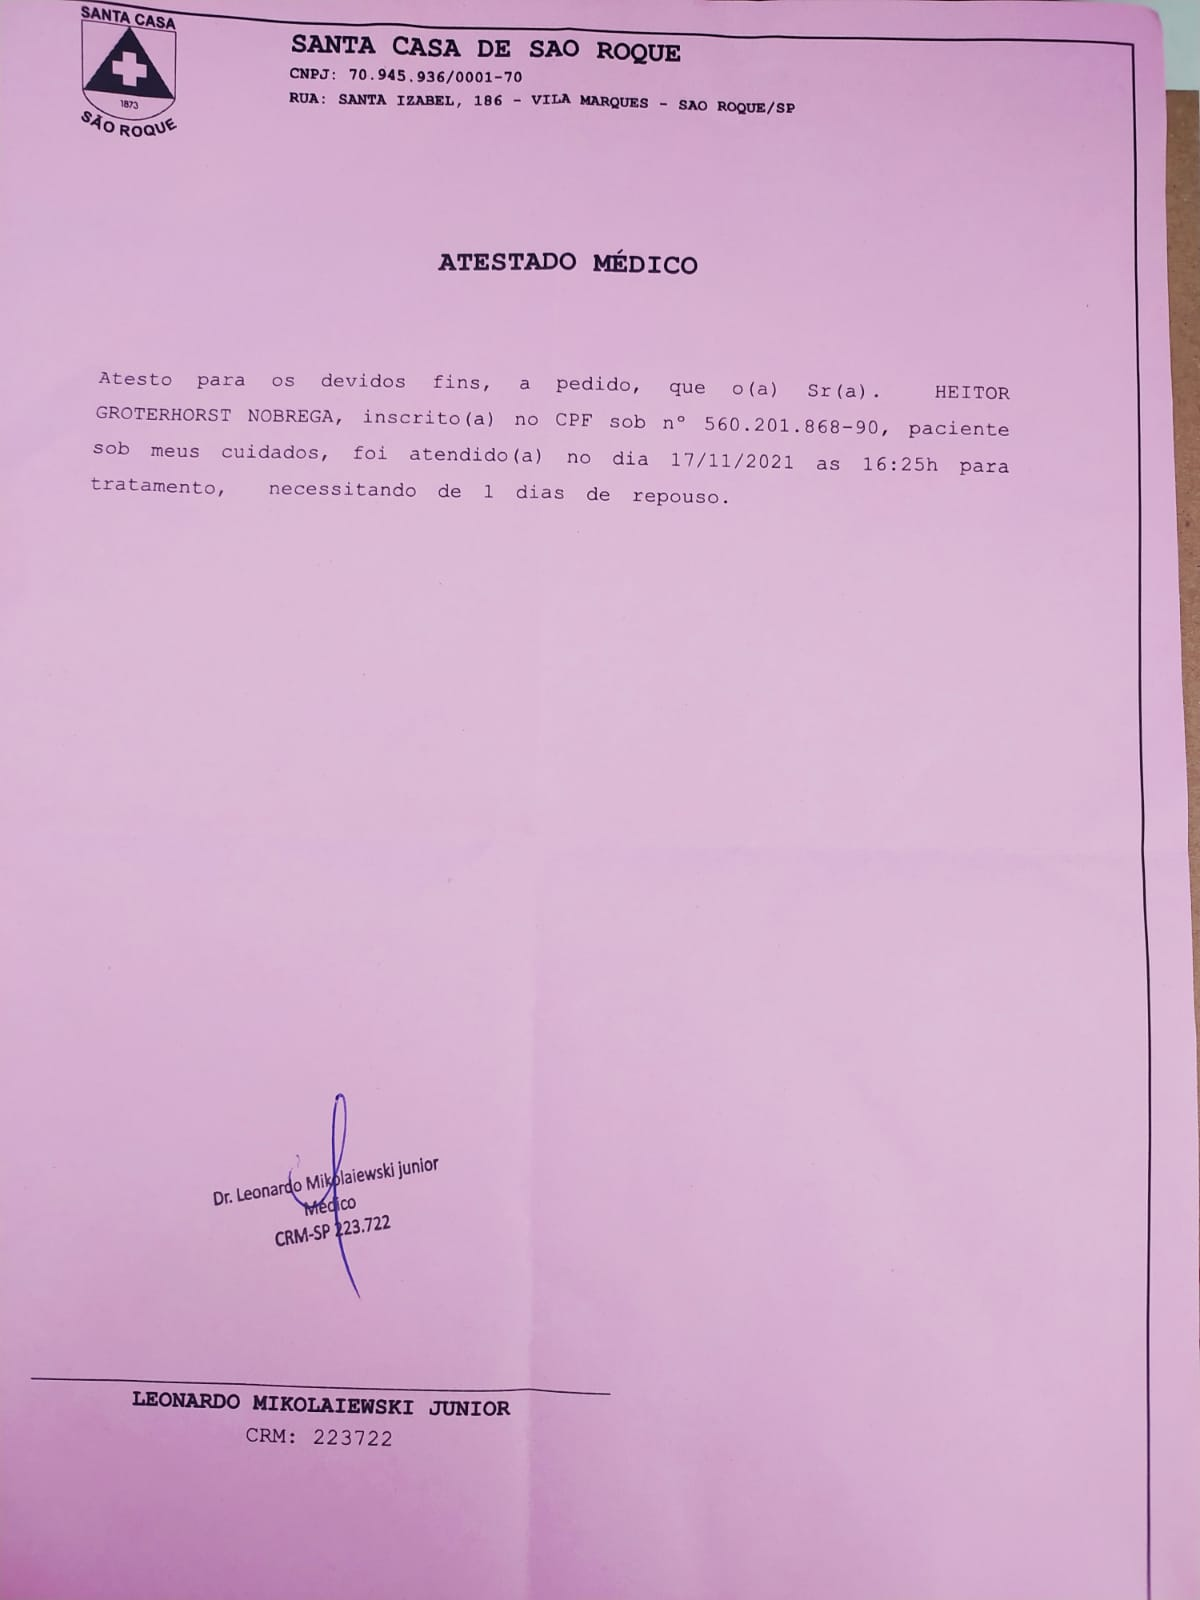 SANTA CASA
1873
SÃO ROQUE
SANTA CASA DE SAO ROQUE
CNPJ: 70.945.936/0001-70
RUA: SANTA IZABEL, 186 - VILA MARQUES - SAO ROQUE/SP
ATESTADO MÉDICO
Atesto para os devidos fins, a pedido, que o(a) Sr(a). HEITOR
GROTERHORST NOBREGA, inscrito(a) no CPF sob nº 560.201.868-90, paciente
sob meus cuidados, foi atendido(a) no dia 17/11/2021 as 16:25h para
tratamento, necessitando de 1 dias de repouso.
Dr. Leonardo Mikolaiewski junior
Médico
CRM-SP 223.722
LEONARDO MIKOLAIEWSKI JUNIOR
CRM: 223722